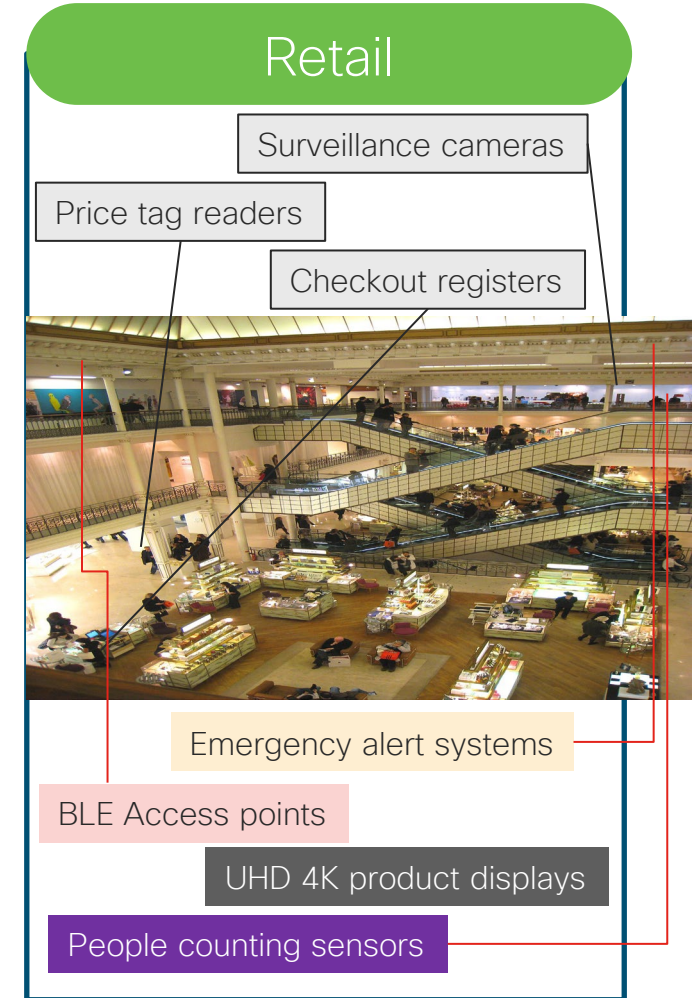 Retail
Surveillance cameras
Price tag readers
Checkout registers
Emergency alert systems
BLE Access points
UHD 4K product displays
People counting sensors